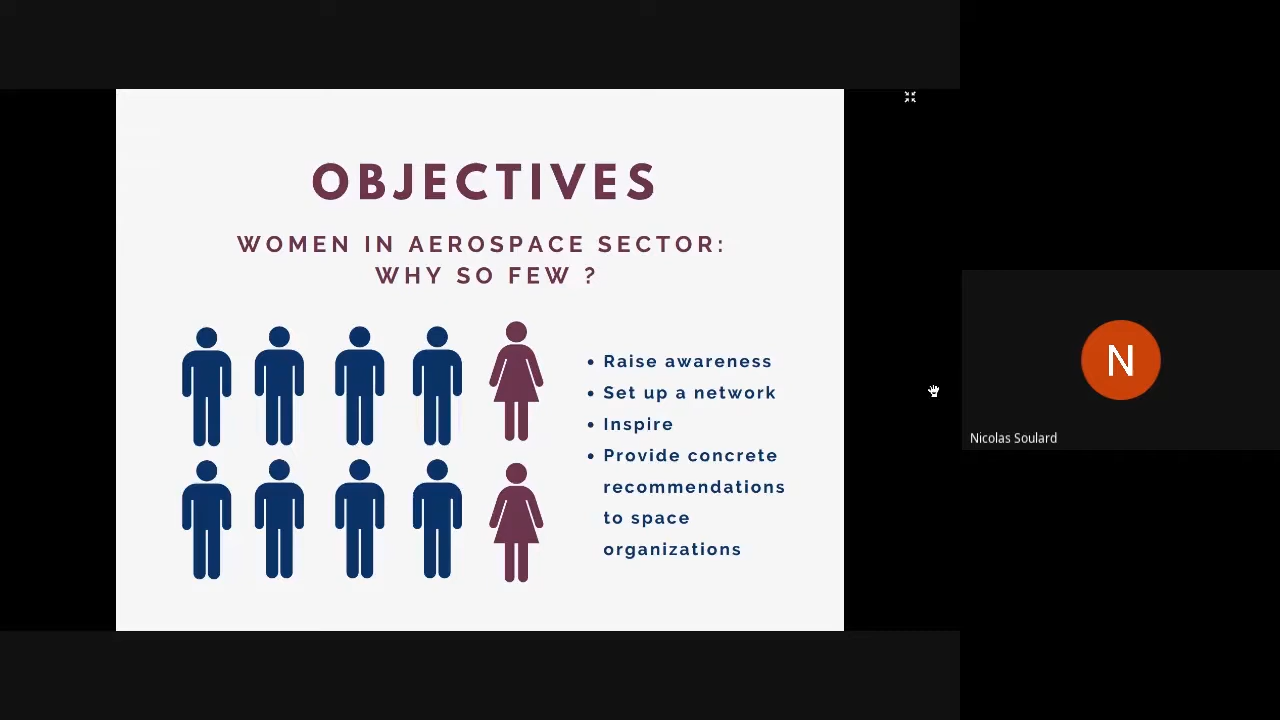 OBJECTIVES
WOMEN IN AEROSPACE SECTOR:
WHY SO FEW ?
• Raise awareness
• Set up a network
• Inspire
• Provide concrete
recommendations
to space
organizations
N
Nicolas Soulard